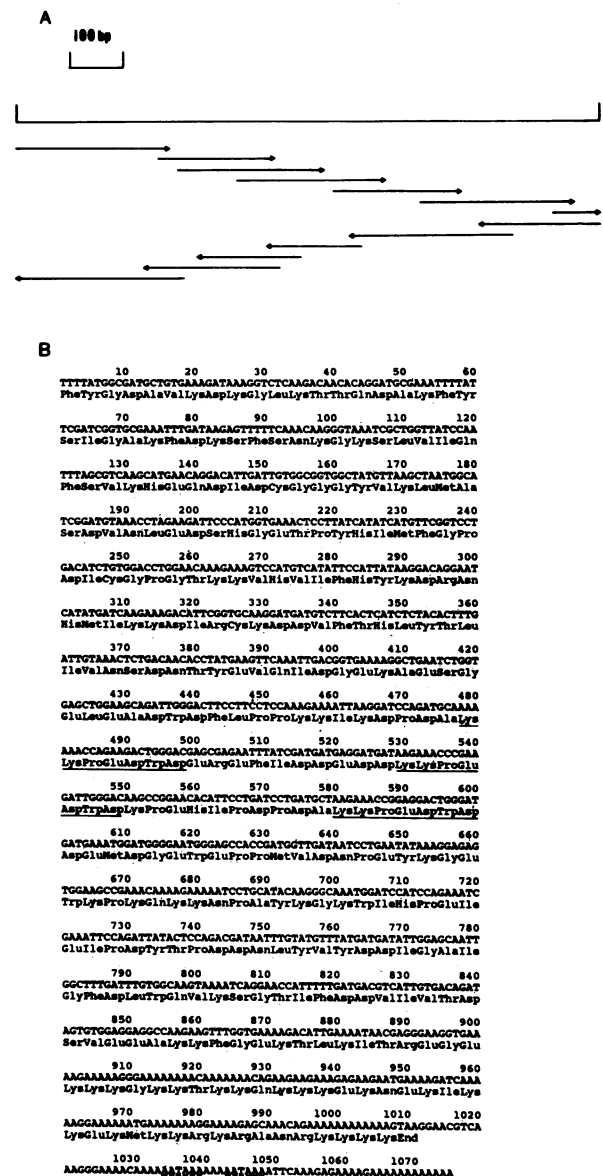 A
100 bp
B
10 20 30 40 50 60
TTTTATGGCGATGCTGTGAAAGATAAAGGTCTCAAGACAACACAGGATGCGAAATTTTAT
PheTyrGlyAspAlaValLysAspLysGlyLeuLysThrThrGlnAspAlaLysPheTyr
70 80 90 100 110 120
TCGATCGGTGCGAAATTTGATAAGAGTTTTTCAAACAAGGGTAAATCGCTGGTTATACAG
SerIleGlyAlaLysPheAspLysSerPheSerAsnLysGlyLysSerLeuValIleGln
130 140 150 160 170 180
TTTAGCGTCAAGCATGAACAGGACATTGATTGTGGCGGTGGCTATGTTAAGCTAATGGCA
PheSerValLysHisGluGlnAspIleAspCysGlyGlyGlyTyrValLysLeuMetAla
190 200 210 220 230 240
TCGGATGTAAACCTAGAAGATTCCCATGGTGAAACTCCTTATCATATCATGTTCGGTCCT
SerAspValAsnLeuGluAspSerHisGlyGluThrProTyrHisIleMetPheGlyPro
250 260 270 280 290 300
GACATCTGTGGACCTGGAACAAAGAAAGTCCATGTCATATTCCATTATAAGGACAGGAAT
AspIleCysGlyProGlyThrLysLysValHisValIlePheHisTyrLysAspArgAsn
310 320 330 340 350 360
CATATGATCAAGAAAGACATTCGGTGCAAGGATGATGTCTTCACTCATCTCTACACTTTG
HisMetIleLysLysAspIleArgCysLysAspAspValPheThrHisLeuTyrThrLeu
370 380 390 400 410 420
ATTGTAAACTCTGACAACACCTATGAAGTTCAAATTGACGGTGAAAAGGCTGAATCTGGT
IleValAsnSerAspAsnThrTyrGluValGlnIleAspGlyGluLysAlaGluSerGly
430 440 450 460 470 480
GAGCTGGAAGCAGATTGGGACTTCCTTCCTCCAAAGAAAATTAAGGATCCAGATGCAAAA
GluLeuGluAlaAspTrpAspPheLeuProProLysLysIleLysAspProAspAlaLys
490 500 510 520 530 540
AAACCAGAAGACTGGGACGAGCGAGAATTTATCGATGATGAGGATGATAAGAAACCCGAA
LysProGluAspTrpAspGluArgGluPheIleAspAspGluAspAspLysLysProGlu
550 560 570 580 590 600
GATTGGGACAAGCCGGAACACATTCCTGATCCTGATGCTAAGAAACCGGAGGACTGGGAT
AspTrpAspLysProGluHisIleProAspProAspAlaLysLysProGluAspTrpAsp
610 620 630 640 650 660
GATGAAATGGATGGGGAATGGGAGCCACCGATGGTTGATAATCCTGAATATAAAGGAGAG
AspGluMetAspGlyGluTrpGluProProMetValAspAsnProGluTyrLysGlyGlu
670 680 690 700 710 720
TGGAAGCCGAAACAAAAGAAAAATCCTGCATACAAGGGCAAATGGATCCATCCAGAAATC
TrpLysProLysGlnLysLysAsnProAlaTyrLysGlyLysTrpIleHisProGluIle
730 740 750 760 770 780
GAAATTCCAGATTATACTCCAGACGATAATTTGTATGTTTATGATGATATTGGAGCAATT
GluIleProAspTyrThrProAspAspAsnLeuTyrValTyrAspAspIleGlyAlaIle
790 800 810 820 830 840
GGCTTTGATTTGTGGCAAGTAAAATCAGGAACCATTTTTGATGACGTCATTGTGACAGAT
GlyPheAspLeuTrpGlnValLysSerGlyThrIlePheAspAspValIleValThrAsp
850 860 870 880 890 900
AGTGTGGAGGAGGCCAAGAAGTTTGGTGAAAAGACATTGAAAATAACGAGGGAAGGTGAA
SerValGluGluAlaLysLysPheGlyGluLysThrLeuLysIleThrArgGluGlyGlu
910 920 930 940 950 960
LysLysLysGlyLysLysThrLysLysGlnLysLysLysGluLysAsnGluLysIleLys
970 980 990 1000 1010 1020
LysGluLysMetLysLysArgLysArgAlaAsnArgLysLysLysLysEnd
1030 1040 1050 1060 1070